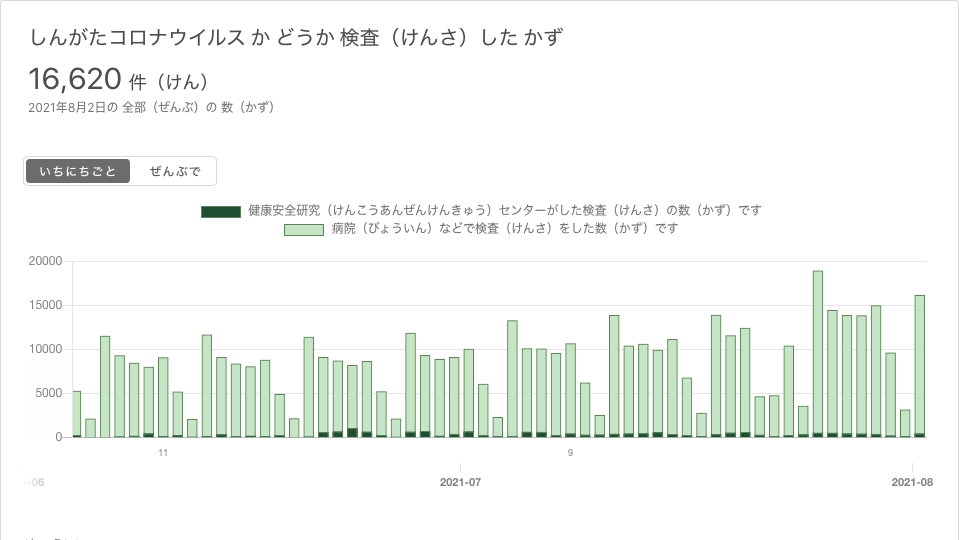 しんがたコロナウイルス か どうか 検査（けんさ）した かず
16,620 件（けん）
2021年8月2日の 全部（ぜんぶ）の 数（かず）
いちにちごと ぜんぶで
健康安全研究（けんこうあんぜんけんきゅう）センターがした検査（けんさ）の数（かず）です
病院（びょういん）などで検査（けんさ）をした数（かず）です
20000
15000
10000
5000
0
11 9
-06 2021-07 2021-08